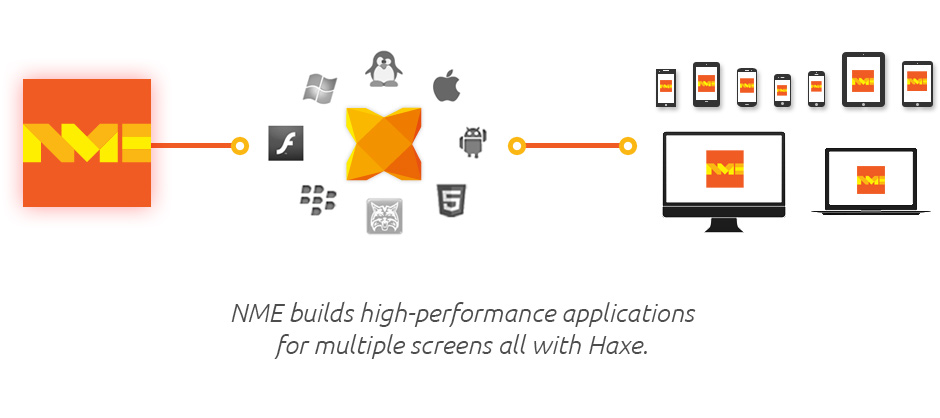 NME
NME builds high-performance applications
for multiple screens all with Haxe.